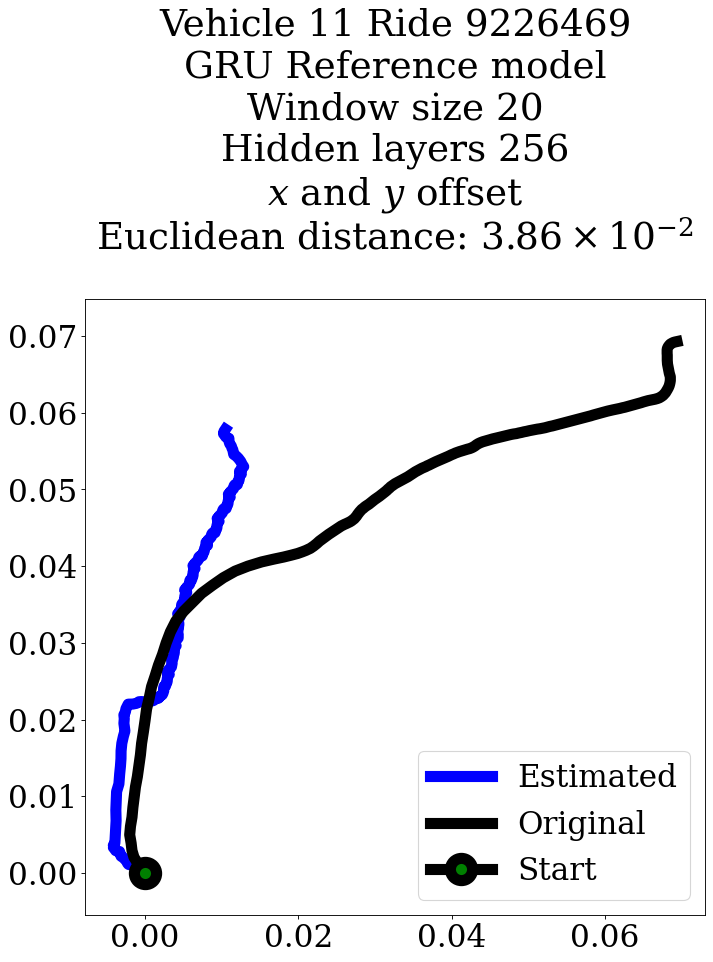 Vehicle 11 Ride 9226469
GRU Reference model
Window size 20
Hidden layers 256
x and y offset
Euclidean distance: 3.86 × 10⁻²
0.07
0.06
0.05
0.04
0.03
0.02
0.01
0.00
Estimated
Original
Start
0.00 0.02 0.04 0.06